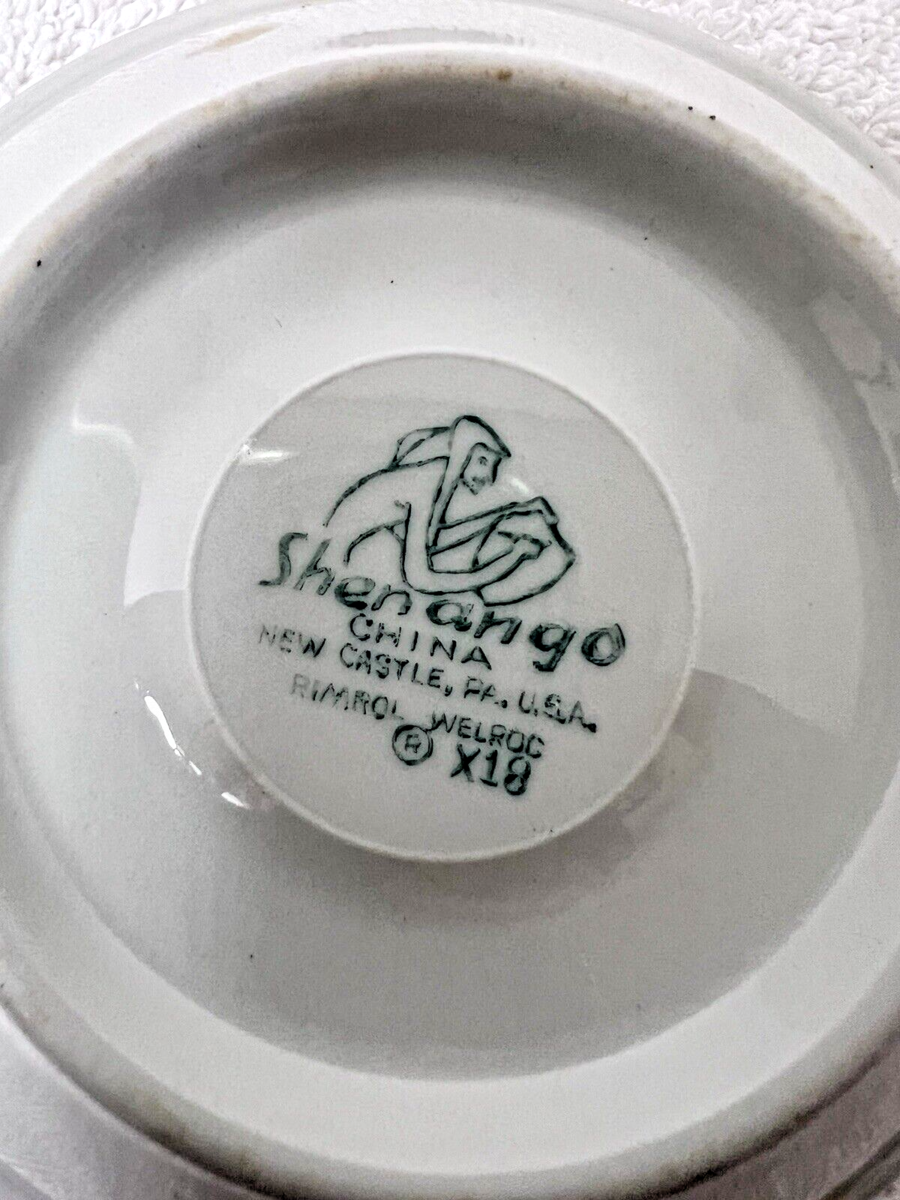 Shenango
CHINA
NEW CASTLE, PA. U.S.A.
RIMROL WELROC
® X18